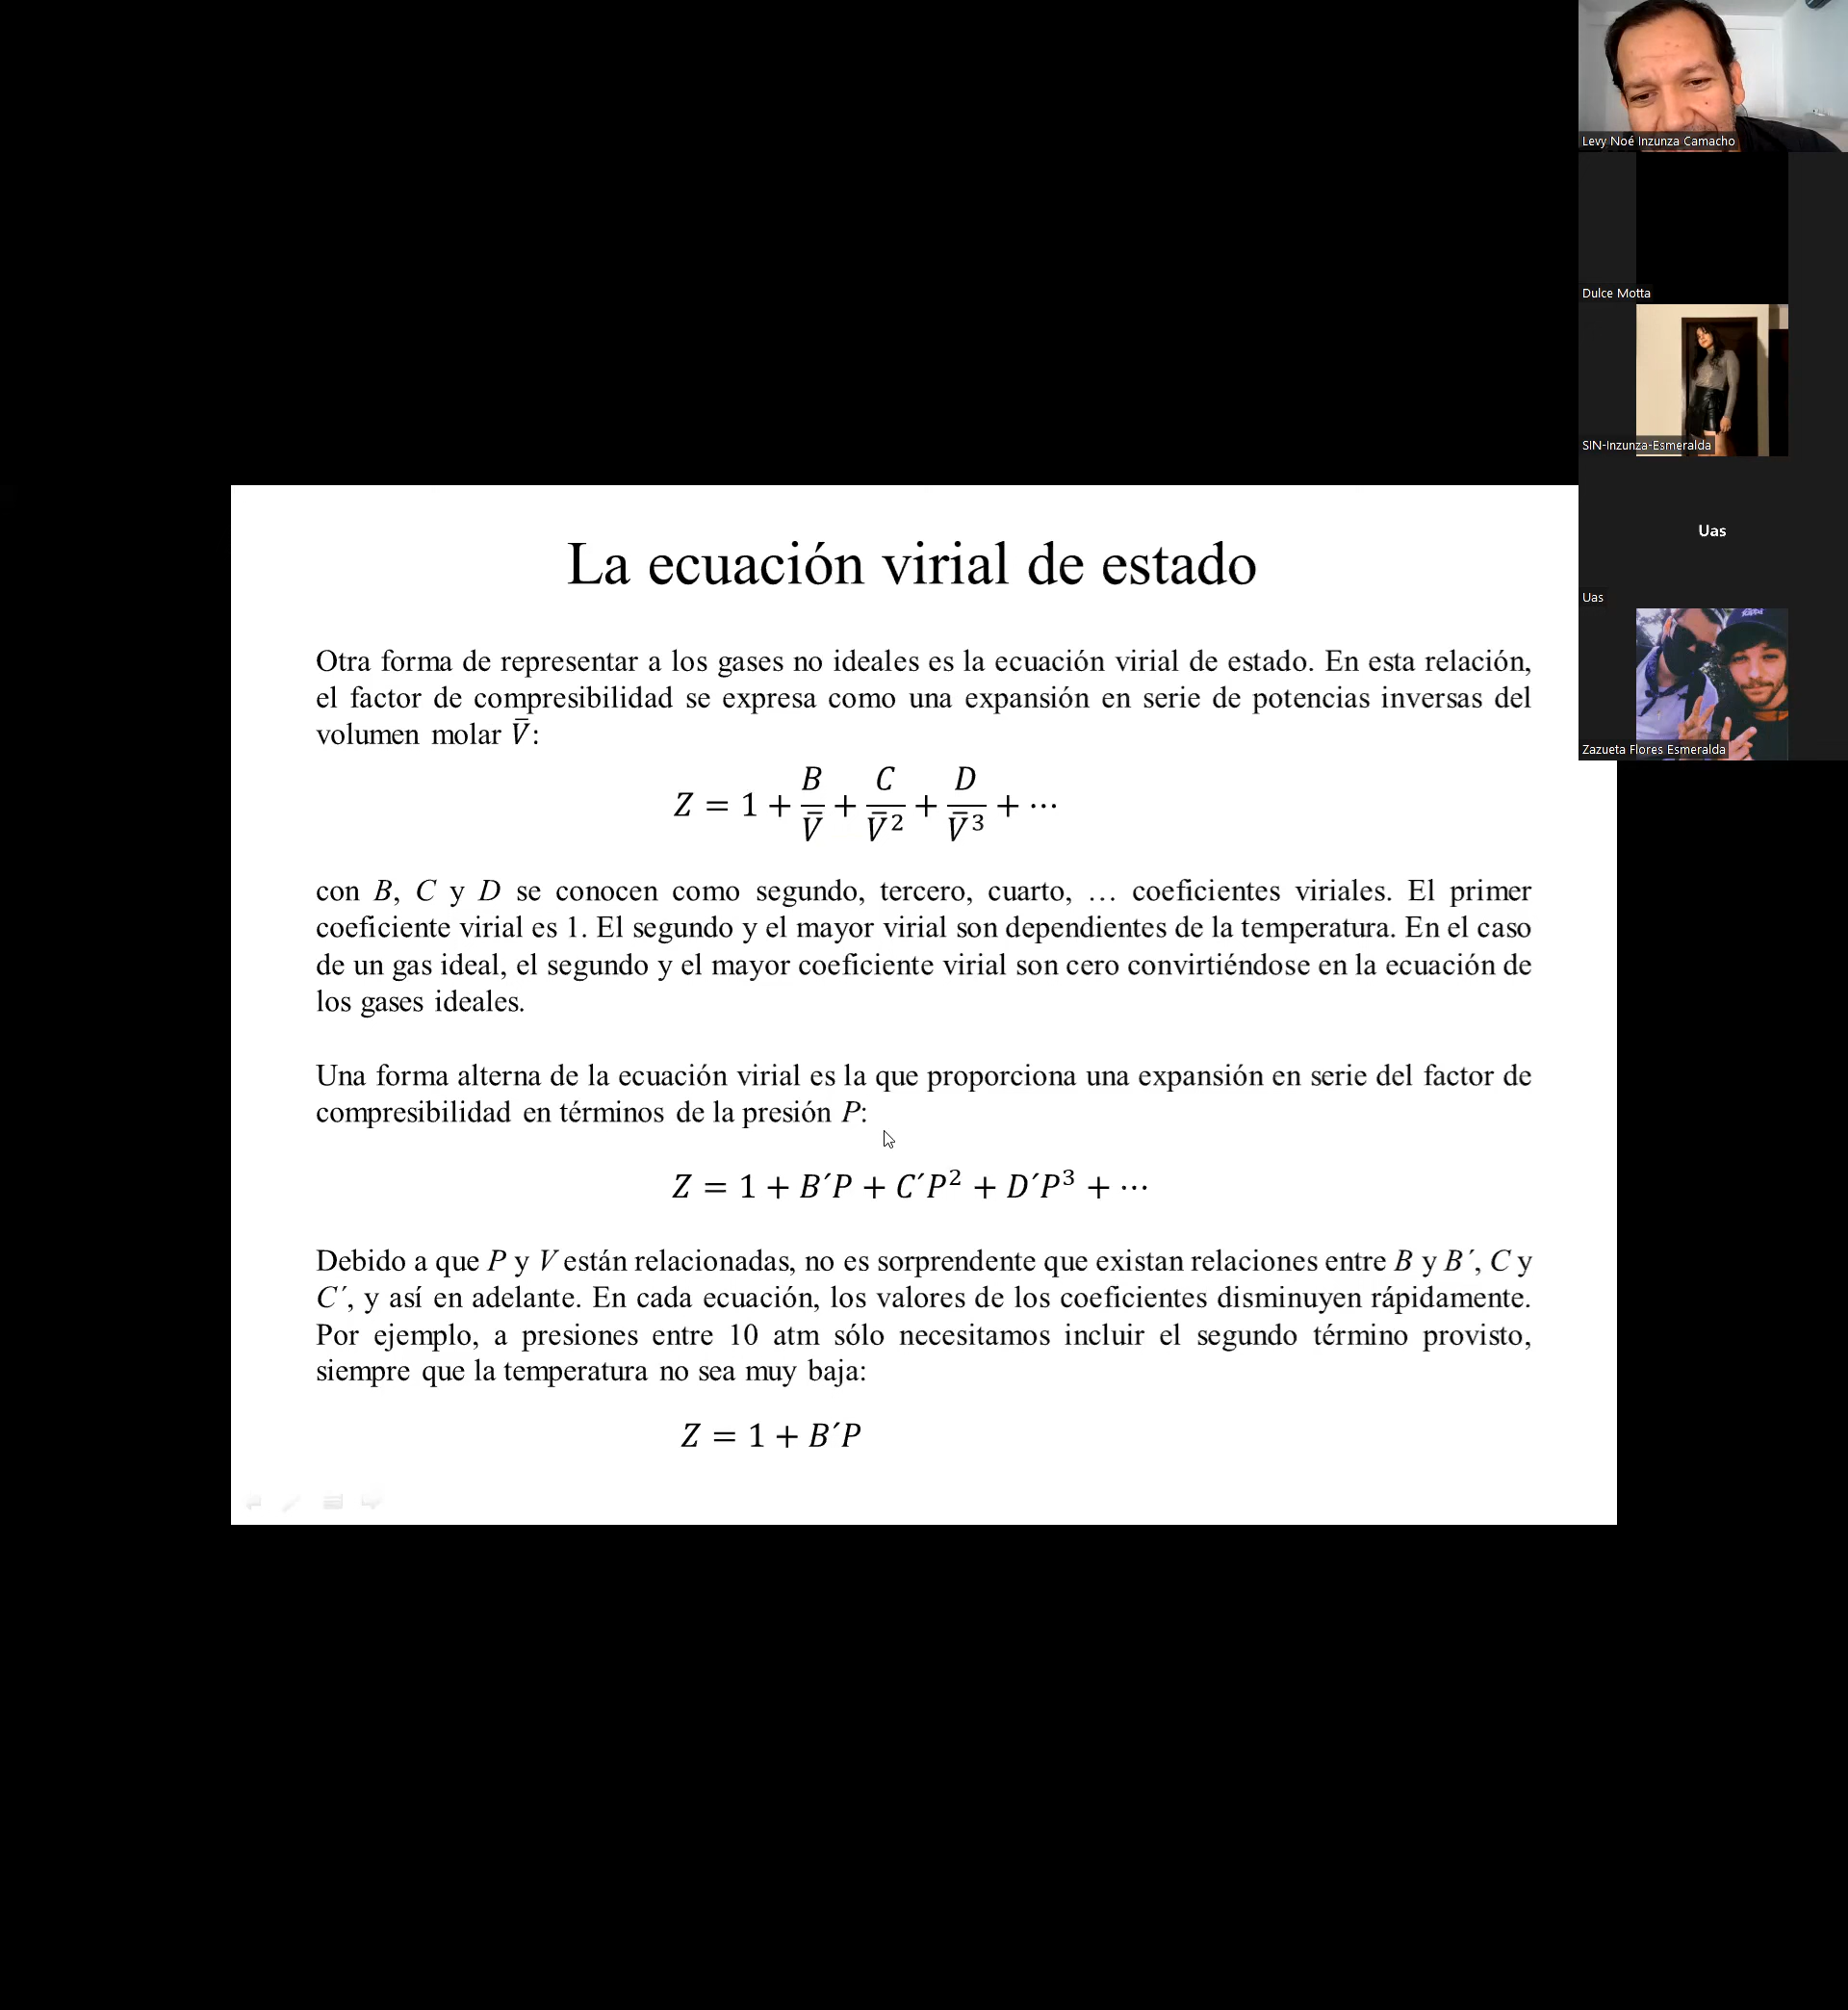 Levy Noé Inzunza Camacho
Dulce Motta
SIN-Inzunza-Esmeralda
Uas
Uas
Zazueta Flores Esmeralda
La ecuación virial de estado
Otra forma de representar a los gases no ideales es la ecuación virial de estado. En esta relación,
el factor de compresibilidad se expresa como una expansión en serie de potencias inversas del
volumen molar V̅:
Z = 1 + B/V̅ + C/V̅² + D/V̅³ + ⋯
con B, C y D se conocen como segundo, tercero, cuarto, … coeficientes viriales. El primer
coeficiente virial es 1. El segundo y el mayor virial son dependientes de la temperatura. En el caso
de un gas ideal, el segundo y el mayor coeficiente virial son cero convirtiéndose en la ecuación de
los gases ideales.
Una forma alterna de la ecuación virial es la que proporciona una expansión en serie del factor de
compresibilidad en términos de la presión P:
Z = 1 + B´P + C´P² + D´P³ + ⋯
Debido a que P y V están relacionadas, no es sorprendente que existan relaciones entre B y B´, C y
C´, y así en adelante. En cada ecuación, los valores de los coeficientes disminuyen rápidamente.
Por ejemplo, a presiones entre 10 atm sólo necesitamos incluir el segundo término provisto,
siempre que la temperatura no sea muy baja:
Z = 1 + B´P